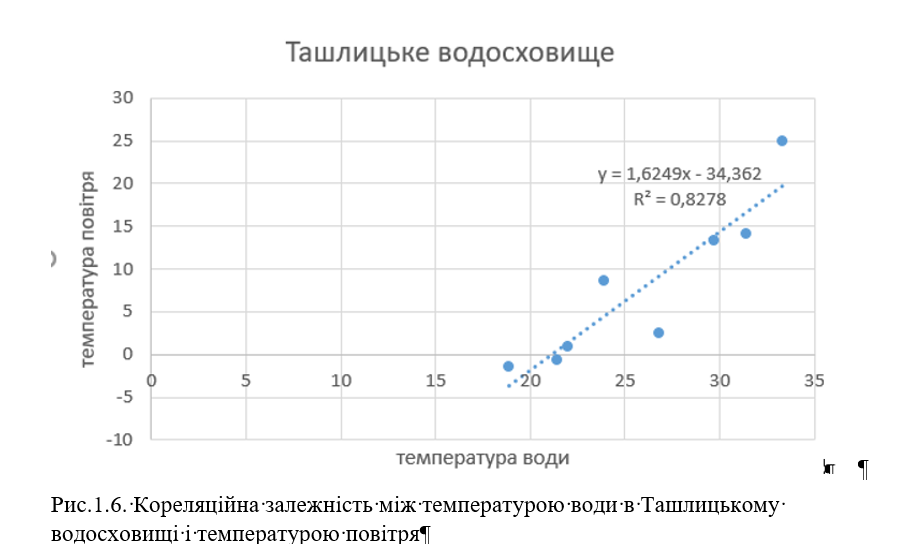 Ташлицьке водосховище
30
25
20
15
10
5
0
-5
-10
температура повітря
y = 1,6249x - 34,362
R² = 0,8278
0 5 10 15 20 25 30 35
температура води
¶ ¶
Рис.1.6.·Кореляційна·залежність·між·температурою·води·в·Ташлицькому·
водосховищі·і·температурою·повітря¶